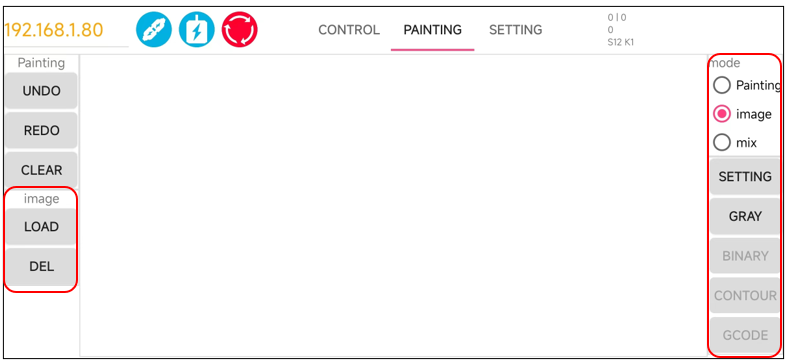 192.168.1.80
CONTROL
PAINTING
SETTING
0 | 0
0
S12 K1
Painting
UNDO
REDO
CLEAR
image
LOAD
DEL
mode
Painting
image
mix
SETTING
GRAY
BINARY
CONTOUR
GCODE